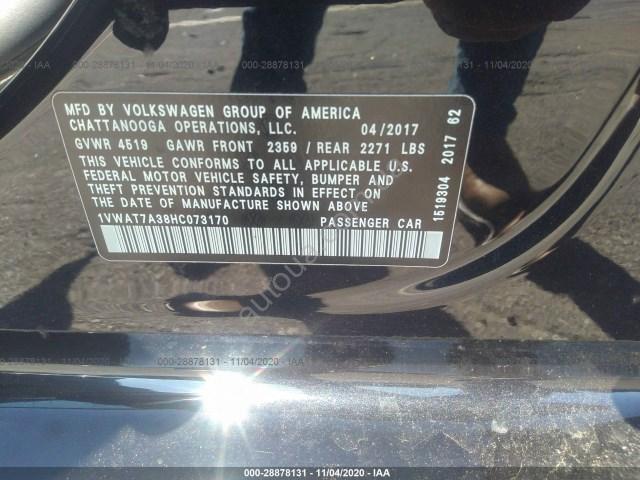 000-28878131 - 11/04/2020 - IAA
MFD BY VOLKSWAGEN GROUP OF AMERICA
CHATTANOOGA OPERATIONS, LLC. 04/2017
GVWR 4519 GAWR FRONT 2359 / REAR 2271 LBS
THIS VEHICLE CONFORMS TO ALL APPLICABLE U.S.
FEDERAL MOTOR VEHICLE SAFETY, BUMPER AND
THEFT PREVENTION STANDARDS IN EFFECT ON
THE DATE OF MANUFACTURE SHOWN ABOVE
1VWAT7A38HC073170 PASSENGER CAR
1519304 2017 62
000-28878131 - 11/04/2020 - IAA
000-28878131 - 11/04/2020 - IAA